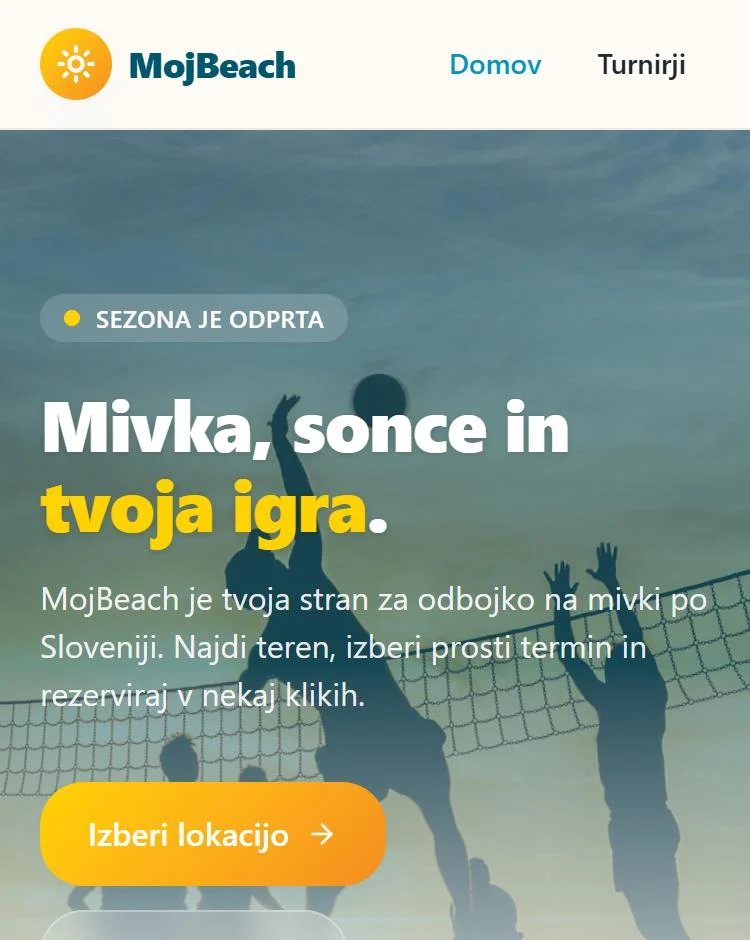 MojBeach
Domov
Turnirji
SEZONA JE ODPRTA
Mivka, sonce in
tvoja igra.
MojBeach je tvoja stran za odbojko na mivki po
Sloveniji. Najdi teren, izberi prosti termin in
rezerviraj v nekaj klikih.
Izberi lokacijo →